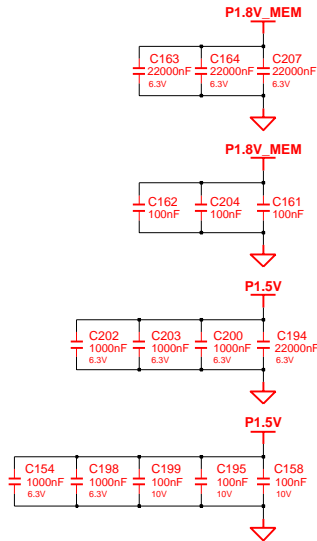 P1.8V_MEM
C163 C164 C207
22000nF 22000nF 22000nF
6.3V 6.3V 6.3V
P1.8V_MEM
C162 C204 C161
100nF 100nF 100nF
P1.5V
C202 C203 C200 C194
1000nF 1000nF 1000nF 22000nF
6.3V 6.3V 6.3V 6.3V
P1.5V
C154 C198 C199 C195 C158
1000nF 1000nF 100nF 100nF 100nF
6.3V 6.3V 10V 10V 10V